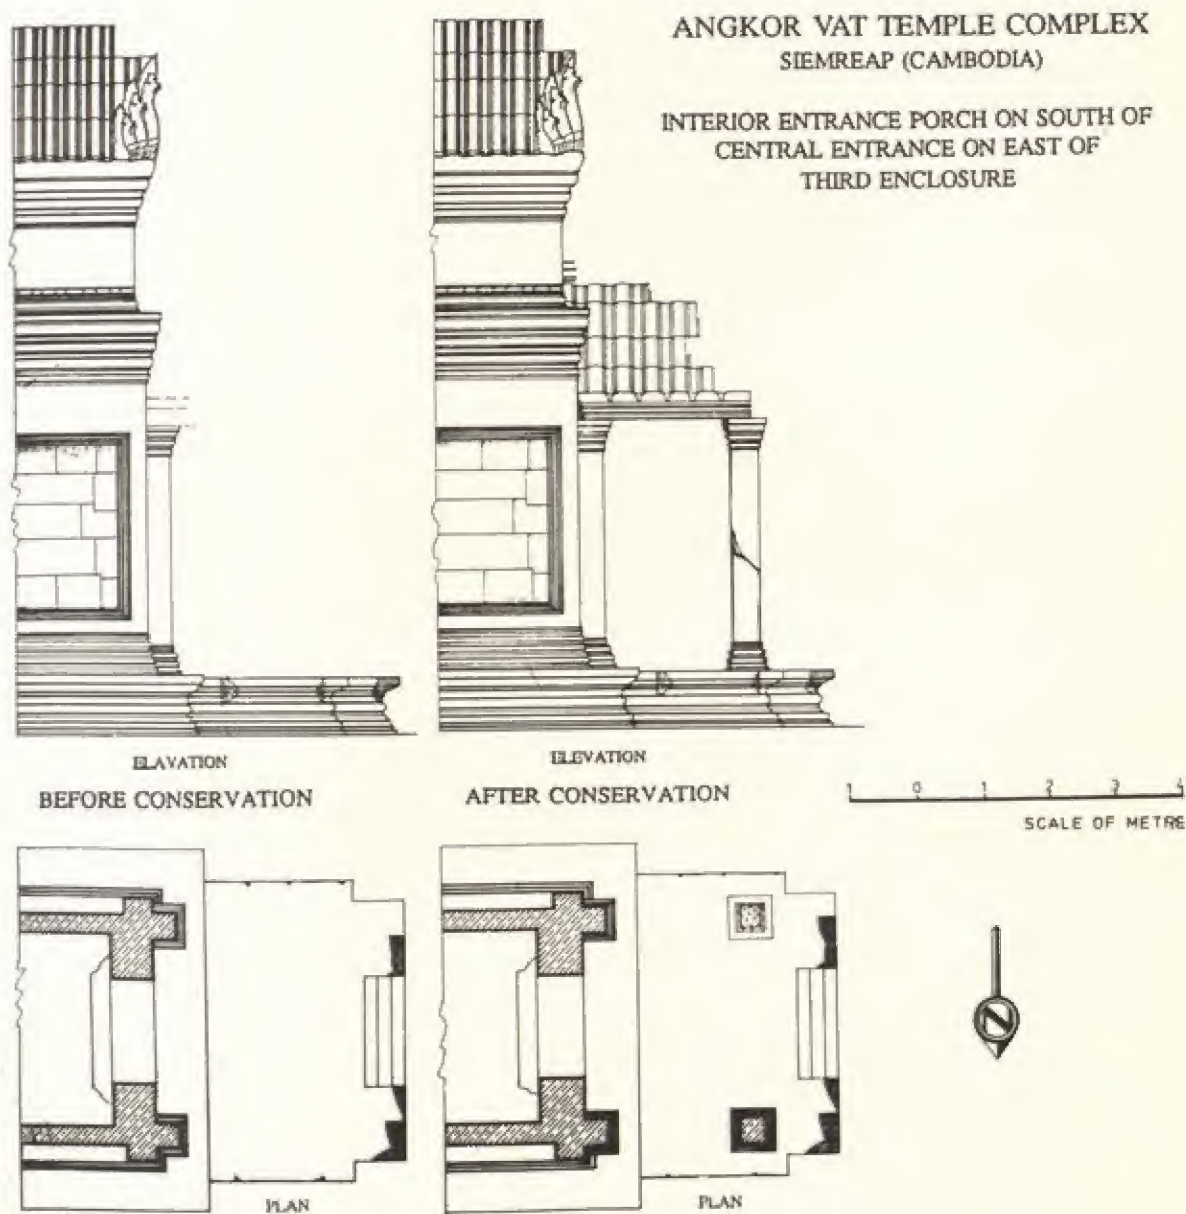 ANGKOR VAT TEMPLE COMPLEX
SIEMREAP (CAMBODIA)
INTERIOR ENTRANCE PORCH ON SOUTH OF
CENTRAL ENTRANCE ON EAST OF
THIRD ENCLOSURE
ELAVATION
ELEVATION
BEFORE CONSERVATION
AFTER CONSERVATION
1 0 1 2 3 4
SCALE OF METRE
N
PLAN
PLAN